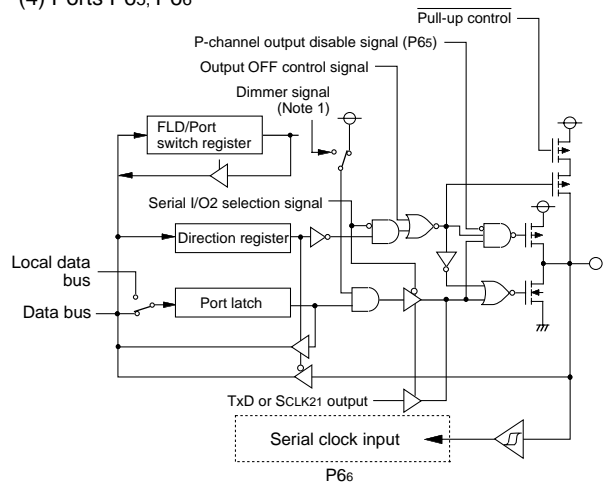 (4) Ports P65, P66
Pull-up control
P-channel output disable signal (P65)
Output OFF control signal
Dimmer signal
(Note 1)
FLD/Port
switch register
Serial I/O2 selection signal
Direction register
Local data
bus
Port latch
Data bus
TxD or SCLK21 output
Serial clock input
P66